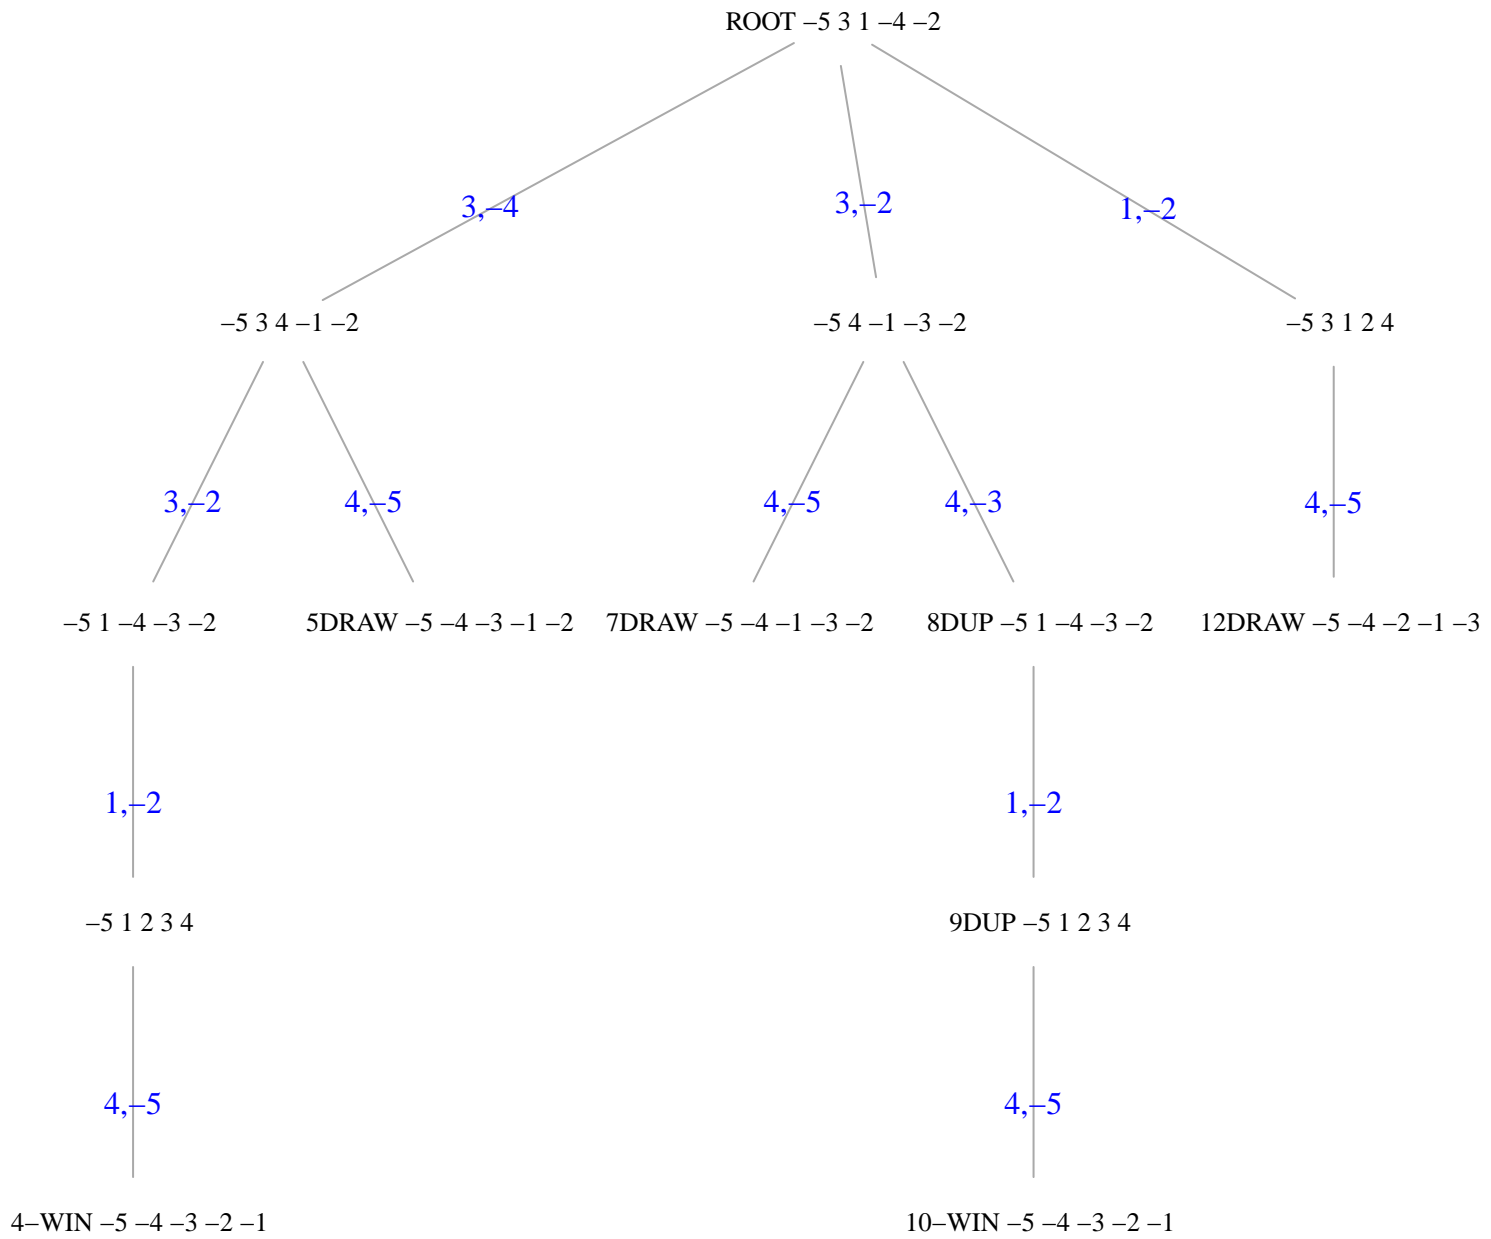 ROOT –5 3 1 –4 –2
3,–4
3,–2
1,–2
–5 3 4 –1 –2
–5 4 –1 –3 –2
–5 3 1 2 4
3,–2
4,–5
4,–5
4,–3
4,–5
–5 1 –4 –3 –2
5DRAW –5 –4 –3 –1 –2
7DRAW –5 –4 –1 –3 –2
8DUP –5 1 –4 –3 –2
12DRAW –5 –4 –2 –1 –3
1,–2
1,–2
–5 1 2 3 4
9DUP –5 1 2 3 4
4,–5
4,–5
4–WIN –5 –4 –3 –2 –1
10–WIN –5 –4 –3 –2 –1